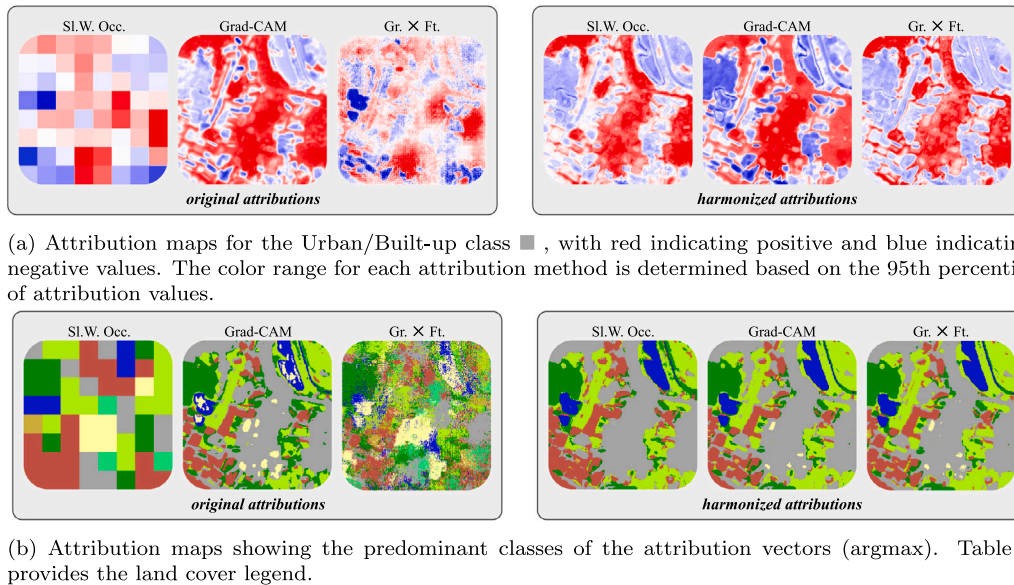 Sl.W. Occ. Grad-CAM Gr. × Ft. Sl.W. Occ. Grad-CAM Gr. × Ft.
original attributions harmonized attributions
(a) Attribution maps for the Urban/Built-up class , with red indicating positive and blue indicatin
negative values. The color range for each attribution method is determined based on the 95th percenti
of attribution values.
Sl.W. Occ. Grad-CAM Gr. × Ft. Sl.W. Occ. Grad-CAM Gr. × Ft.
original attributions harmonized attributions
(b) Attribution maps showing the predominant classes of the attribution vectors (argmax). Table
provides the land cover legend.